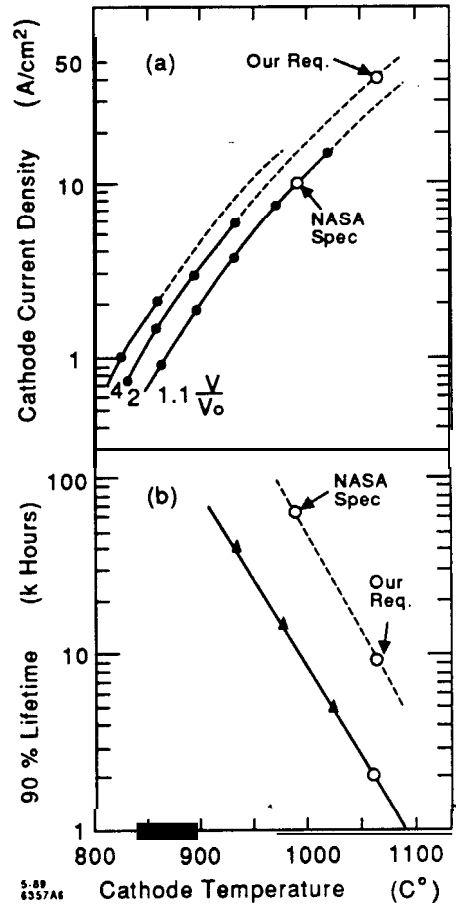 Cathode Current Density (A/cm²)
50
10
1
(a)
Our Req.
NASA
Spec
4
2
1.1 V/Vo
90 % Lifetime (k Hours)
100
10
1
(b)
NASA
Spec
Our
Req.
800
900
1000
1100
5-89
6357A6
Cathode Temperature (C°)